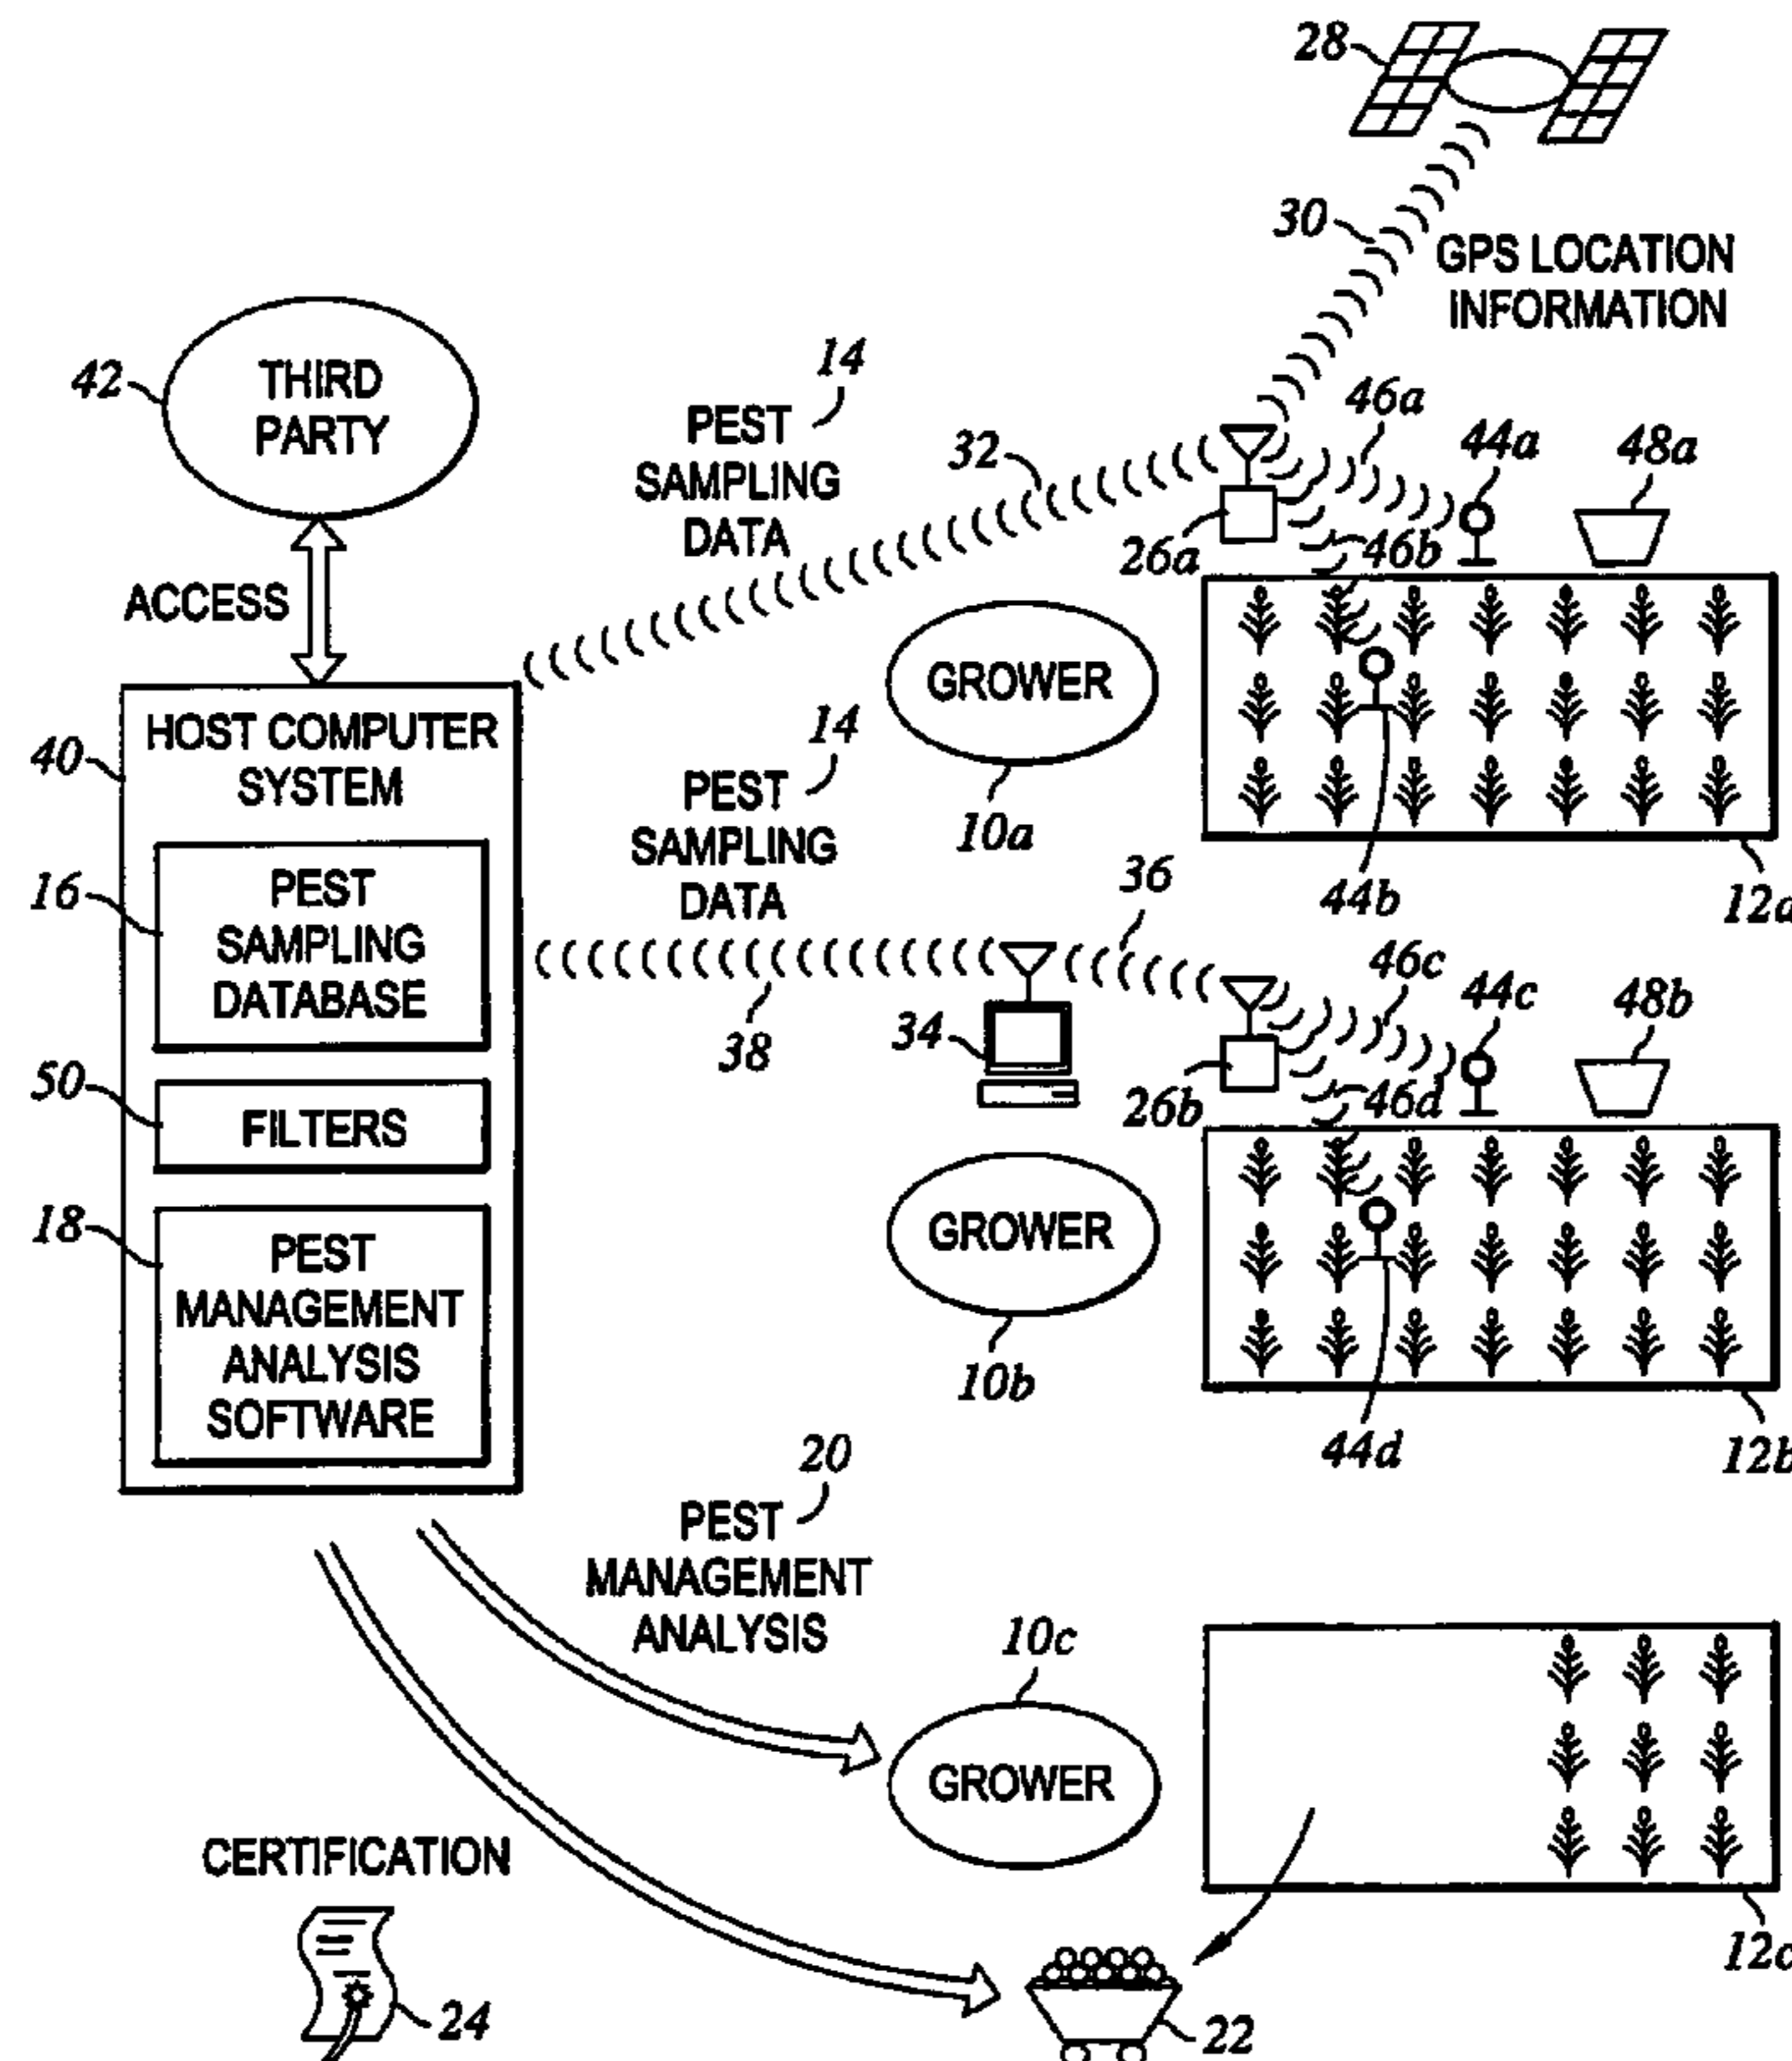 28
30
GPS LOCATION
INFORMATION
42
THIRD
PARTY
14
PEST
SAMPLING
DATA
32
46a
44a
48a
26a
46b
ACCESS
GROWER
10a
44b
12a
40
HOST COMPUTER
SYSTEM
14
PEST
SAMPLING
DATA
16
PEST
SAMPLING
DATABASE
36
38
34
46c
44c
48b
26b
46d
50
FILTERS
GROWER
10b
44d
12b
18
PEST
MANAGEMENT
ANALYSIS
SOFTWARE
20
PEST
MANAGEMENT
ANALYSIS
10c
GROWER
12c
CERTIFICATION
24
22